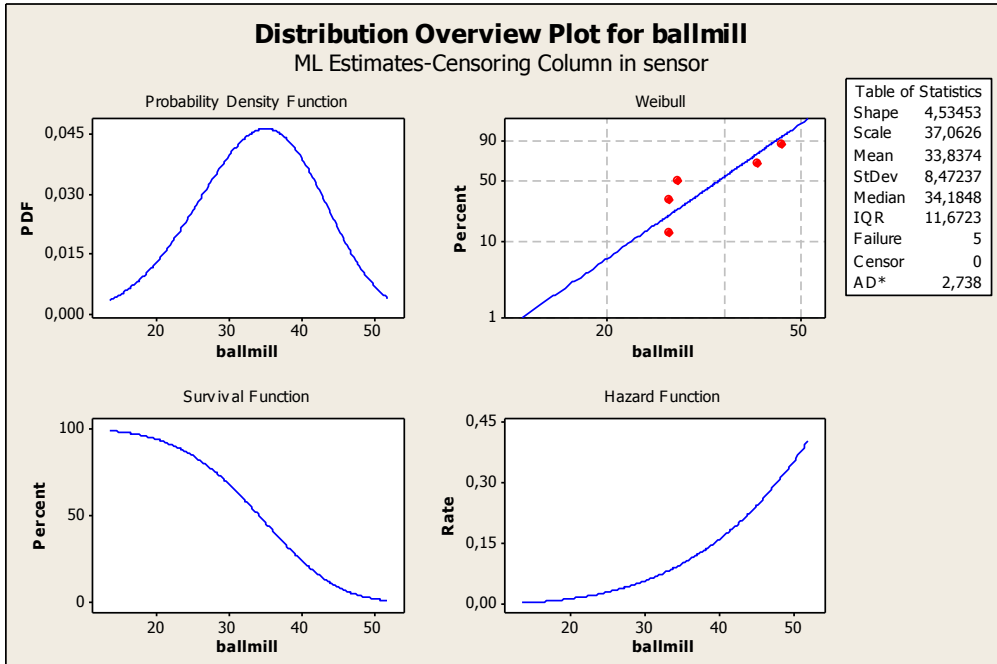 Distribution Overview Plot for ballmill
ML Estimates-Censoring Column in sensor
Probability Density Function
0,045
0,030
0,015
0,000
PDF
20 30 40 50
ballmill
Weibull
90
50
10
1
Percent
20 50
ballmill
Table of Statistics
Shape 4,53453
Scale 37,0626
Mean 33,8374
StDev 8,47237
Median 34,1848
IQR 11,6723
Failure 5
Censor 0
AD* 2,738
Survival Function
100
50
0
Percent
20 30 40 50
ballmill
Hazard Function
0,45
0,30
0,15
0,00
Rate
20 30 40 50
ballmill